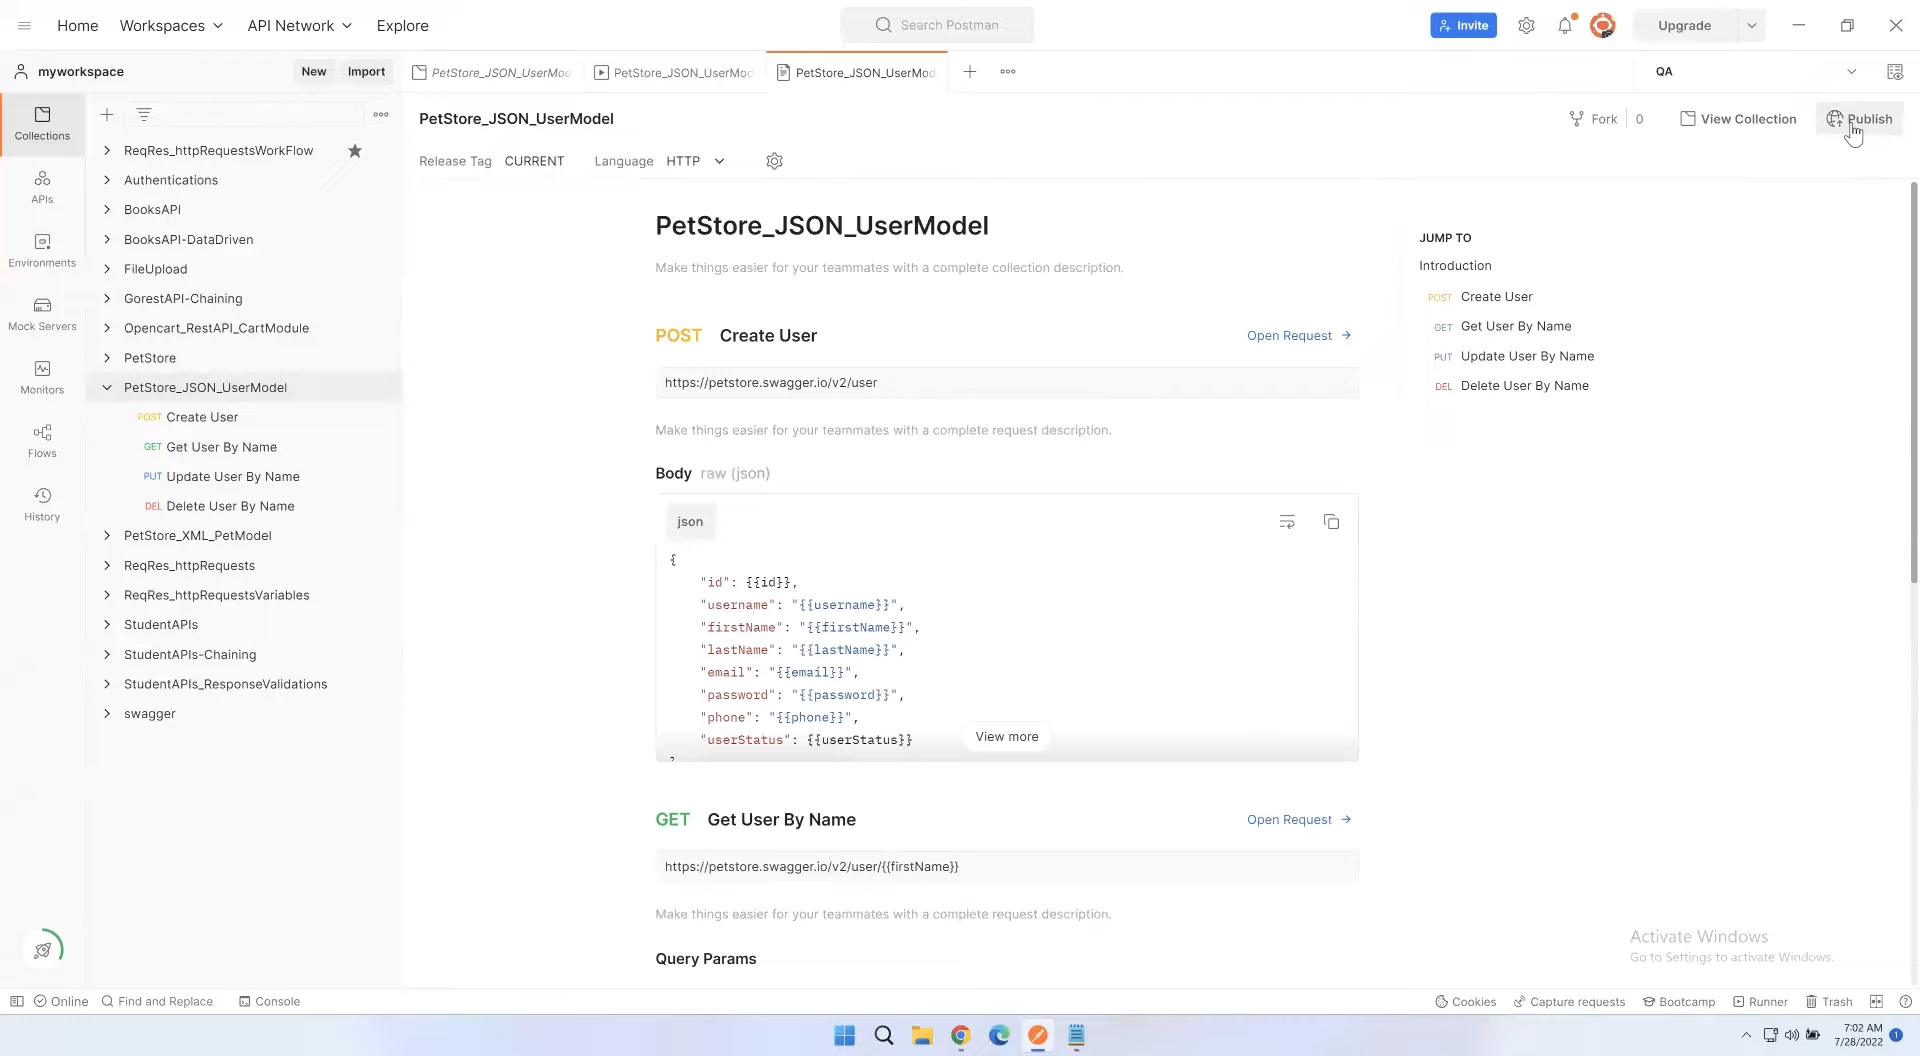 Home Workspaces API Network Explore Search Postman Invite Upgrade
myworkspace New Import PetStore_JSON_UserMo PetStore_JSON_UserMod PetStore_JSON_UserMod QA
Collections
APIs
Environments
Mock Servers
Monitors
Flows
History
ReqRes_httpRequestsWorkFlow
Authentications
BooksAPI
BooksAPI-DataDriven
FileUpload
GorestAPI-Chaining
Opencart_RestAPI_CartModule
PetStore
PetStore_JSON_UserModel
POST Create User
GET Get User By Name
PUT Update User By Name
DEL Delete User By Name
PetStore_XML_PetModel
ReqRes_httpRequests
ReqRes_httpRequestsVariables
StudentAPIs
StudentAPIs-Chaining
StudentAPIs_ResponseValidations
swagger
PetStore_JSON_UserModel Fork 0 View Collection Publish
Release Tag CURRENT Language HTTP
PetStore_JSON_UserModel
Make things easier for your teammates with a complete collection description.
POST Create User Open Request →
https://petstore.swagger.io/v2/user
Make things easier for your teammates with a complete request description.
Body raw (json)
json
{
"id": {{id}},
"username": "{{username}}",
"firstName": "{{firstName}}",
"lastName": "{{lastName}}",
"email": "{{email}}",
"password": "{{password}}",
"phone": "{{phone}}",
"userStatus": {{userStatus}}
View more
GET Get User By Name Open Request →
https://petstore.swagger.io/v2/user/{{firstName}}
Make things easier for your teammates with a complete request description.
Query Params
JUMP TO
Introduction
POST Create User
GET Get User By Name
PUT Update User By Name
DEL Delete User By Name
Activate Windows
Go to Settings to activate Windows.
Online Find and Replace Console Cookies Capture requests Bootcamp Runner Trash
7:02 AM
7/28/2022 1